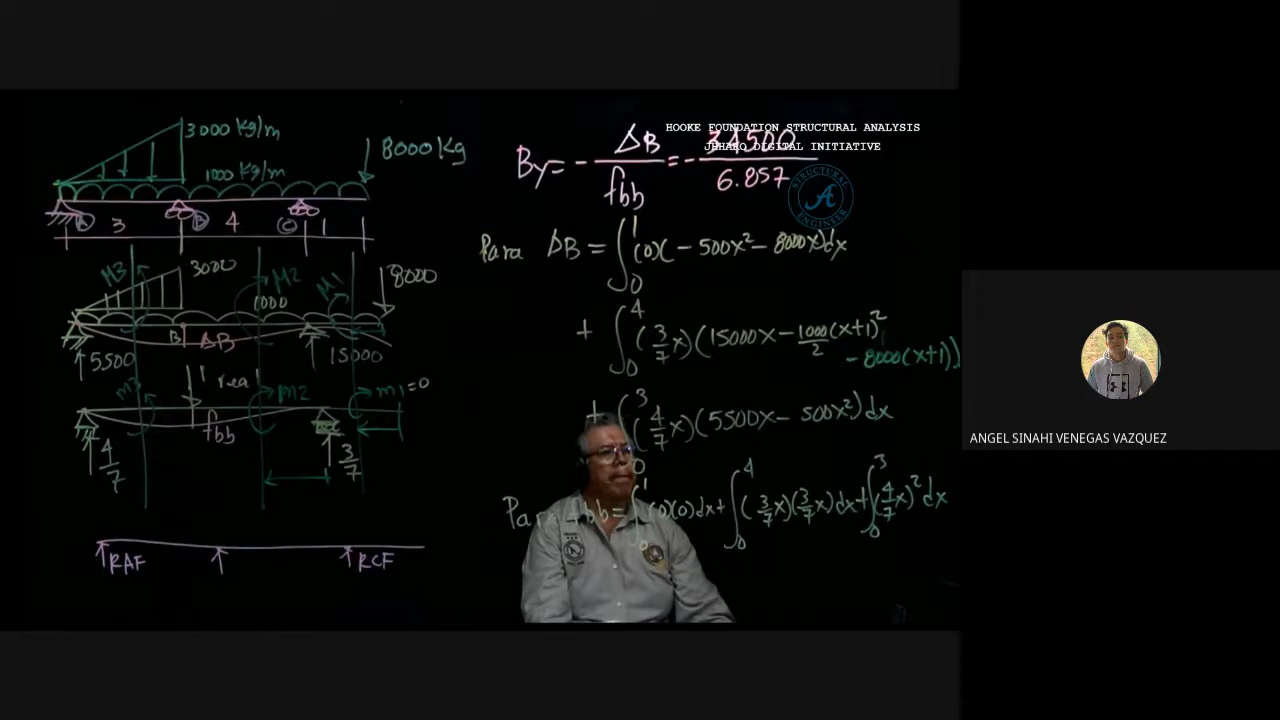 3000 Kg/m
8000 Kg
1000 Kg/m
A 3 B 4 C 1
M3 3000 M2 M1 8000
1000
B ΔB
5500 15000
M3 1 real m2 m1=0
fbb
4/7 3/7
RAF RCF
HOOKE FOUNDATION STRUCTURAL ANALYSIS
JHHARO DIGITAL INITIATIVE
By = - ΔB/fbb = - 34500/6.857
STRUCTURAL
A
ENGINEER
Para ΔB = ∫₀¹ (0)(x - 500x² - 8000x)dx
+ ∫₀⁴ (3/7 x)(15000x - 1000(x+1)²/2
- 8000(x+1))
+ ∫₀³ (4/7 x)(5500x - 500x²)dx
Para fbb = ∫₀¹ (0)(0)dx + ∫₀⁴ (3/7 x)(3/7 x)dx + ∫₀³ (4/7 x)² dx
ANGEL SINAHI VENEGAS VAZQUEZ